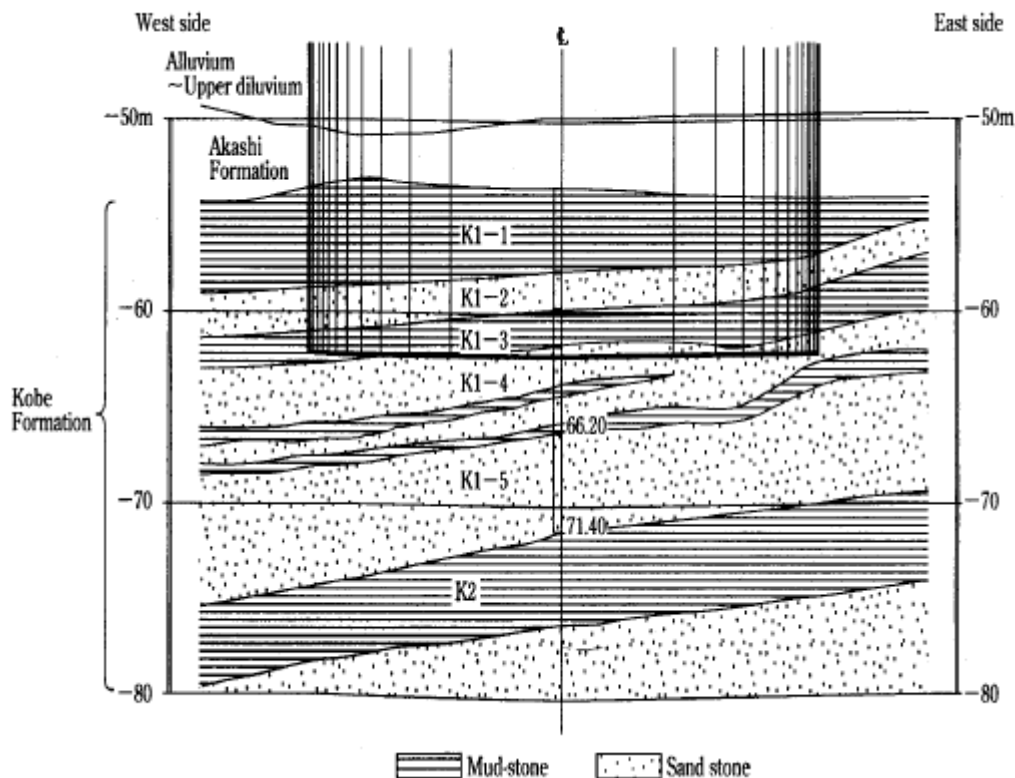 West side
East side
℄
Alluvium
~Upper diluvium
−50m
−50m
Akashi
Formation
K1−1
K1−2
−60
−60
K1−3
K1−4
Kobe
Formation
66.20
K1−5
−70
−70
71.40
K2
−80
−80
Mud-stone
Sand stone